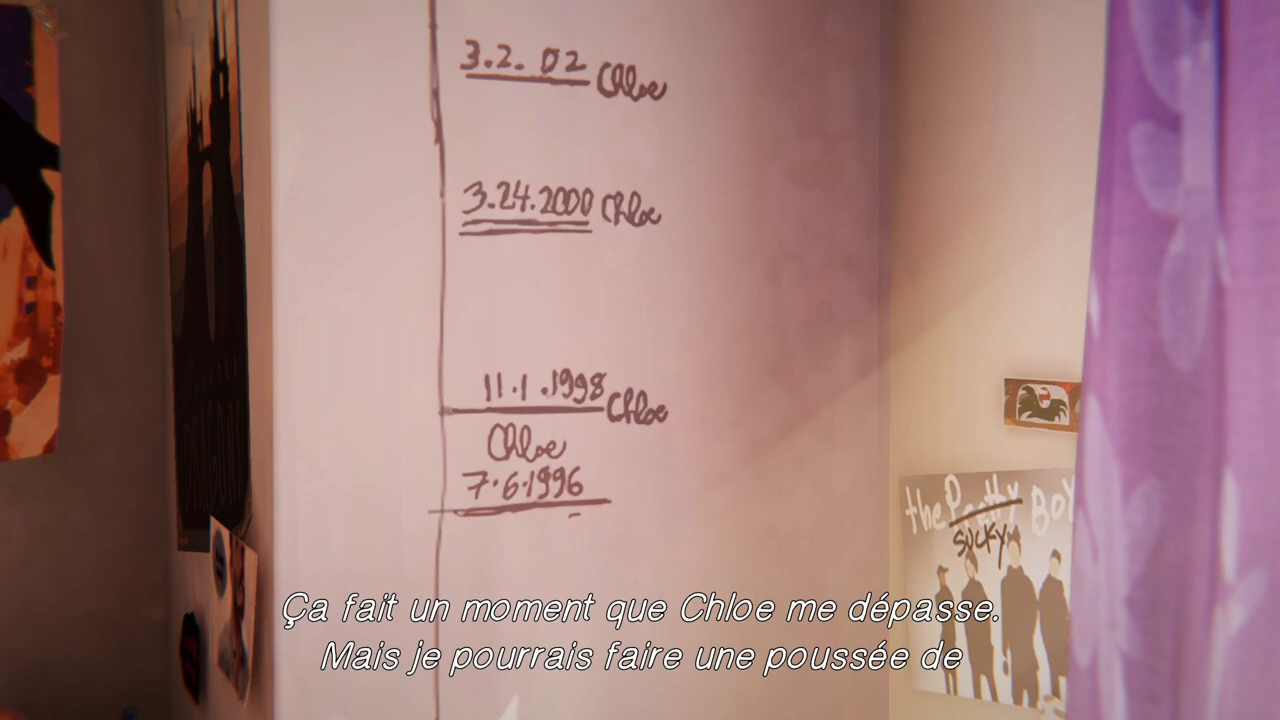 3.2. 02 Chloe
3.24.2000 Chloe
11.1.1998 Chloe
Chloe
7.6.1996
the Pretty BOY
SUCKY
Ça fait un moment que Chloe me dépasse.
Mais je pourrais faire une poussée de